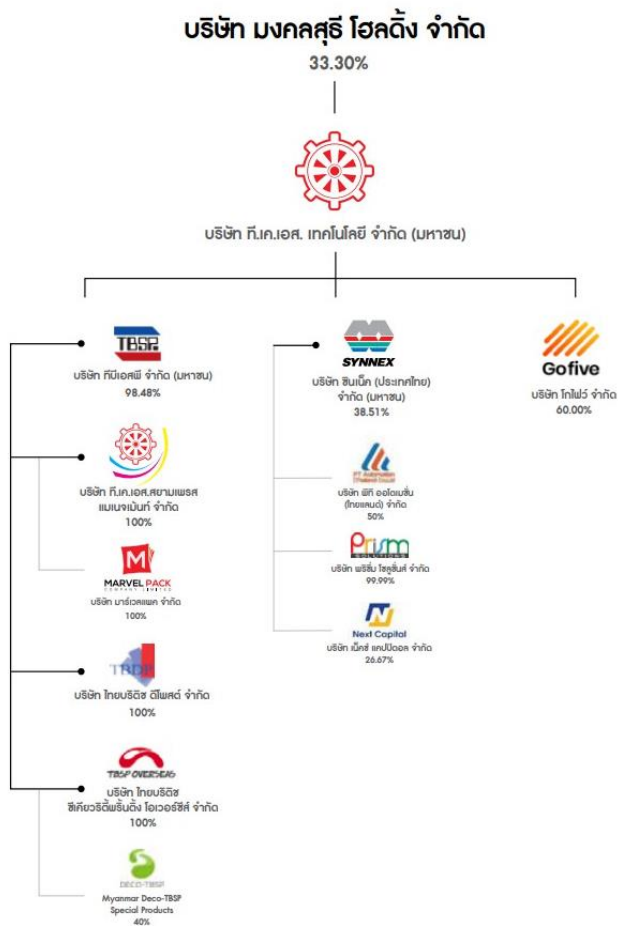 บริษัท มงคลสุธี โฮลดิ้ง จำกัด
33.30%
บริษัท ที.เค.เอส. เทคโนโลยี จำกัด (มหาชน)
TBSP.
บริษัท ทีบีเอสพี จำกัด (มหาชน)
98.48%
บริษัท ที.เค.เอส.สยามเพรส
แมเนจเม้นท์ จำกัด
100%
MARVEL PACK
COMPANY LIMITED
บริษัท มาร์เวลแพค จำกัด
100%
TBDP
บริษัท ไทยบริติช ดีโพสต์ จำกัด
100%
TBSP OVERSEAS
บริษัท ไทยบริติช
ซีเคียวริตี้พริ้นติ้ง โอเวอร์ซีส์ จำกัด
100%
DECO-TBSP
Myanmar Deco-TBSP
Special Products
40%
SYNNEX
บริษัท ซินเน็ค (ประเทศไทย)
จำกัด (มหาชน)
38.51%
PT Automation
(Thailand) Co.,Ltd
บริษัท พีที ออโตเมชั่น
(ไทยแลนด์) จำกัด
50%
Prism
SOLUTIONS
บริษัท พริซึ่ม โซลูชั่นส์ จำกัด
99.99%
Next Capital
บริษัท เน็คซ์ แคปปิตอล จำกัด
26.67%
Gofive
บริษัท โกไฟว์ จำกัด
60.00%